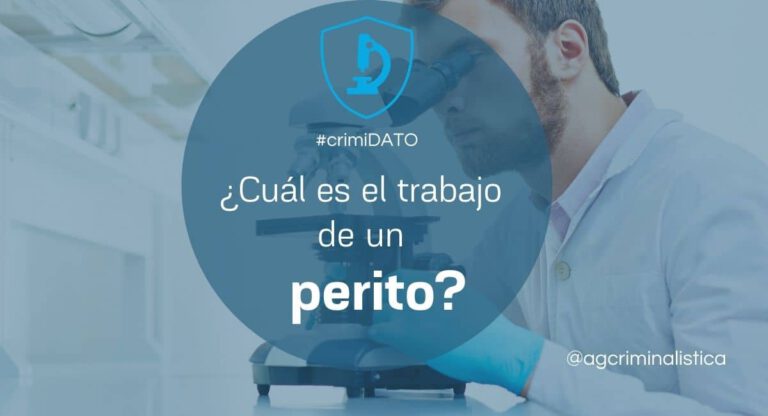 #crimiDATO
¿Cuál es el trabajo
de un
perito?
@agcriminalistica